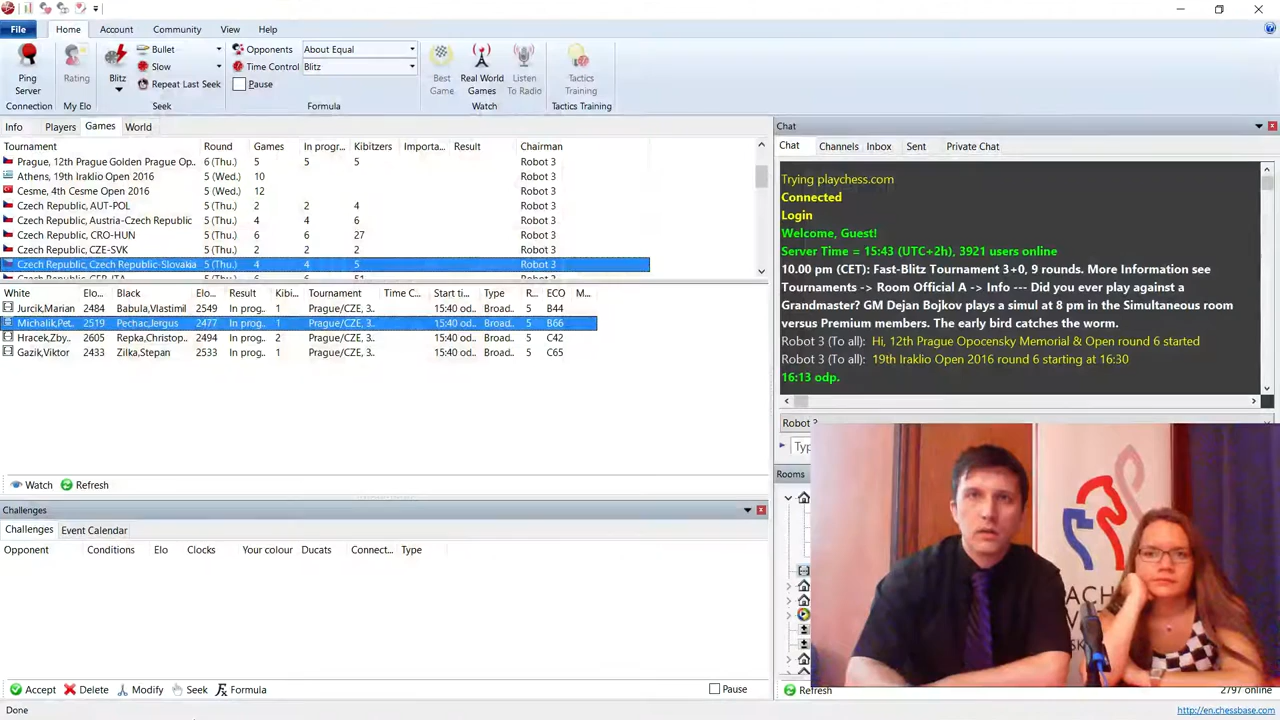 File Home Account Community View Help
Ping Server Rating Blitz Bullet Slow Repeat Last Seek Opponents About Equal Time Control Blitz Pause Best Game Real World Games Listen To Radio Tactics Training
Connection My Elo Seek Formula Watch Tactics Training
Info Players Games World
Tournament Round Games In progr... Kibitzers Importa... Result Chairman
Prague, 12th Prague Golden Prague Op.. 6 (Thu.) 5 5 5 Robot 3
Athens, 19th Iraklio Open 2016 5 (Wed.) 10 Robot 3
Cesme, 4th Cesme Open 2016 5 (Wed.) 12 Robot 3
Czech Republic, AUT-POL 5 (Thu.) 2 2 4 Robot 3
Czech Republic, Austria-Czech Republic 5 (Thu.) 4 4 6 Robot 3
Czech Republic, CRO-HUN 5 (Thu.) 6 6 27 Robot 3
Czech Republic, CZE-SVK 5 (Thu.) 2 2 2 Robot 3
Czech Republic, Czech Republic-Slovakia 5 (Thu.) 4 4 5 Robot 3
White Elo... Black Elo... Result Kibi... Tournament Time C... Start ti... Type R... ECO M...
Jurcik,Marian 2484 Babula,Vlastimil 2549 In prog.. 1 Prague/CZE, 3.. 15:40 od.. Broad.. 5 B44
Michalik,Pet.. 2519 Pechac,Jergus 2477 In prog.. 1 Prague/CZE, 3.. 15:40 od.. Broad.. 5 B66
Hracek,Zby.. 2605 Repka,Christop.. 2494 In prog.. 2 Prague/CZE, 3.. 15:40 od.. Broad.. 5 C42
Gazik,Viktor 2433 Zilka,Stepan 2533 In prog.. 1 Prague/CZE, 3.. 15:40 od.. Broad.. 5 C65
Watch Refresh
Challenges
Challenges Event Calendar
Opponent Conditions Elo Clocks Your colour Ducats Connect... Type
Accept Delete Modify Seek Formula Pause
Done
Chat
Chat Channels Inbox Sent Private Chat
Trying playchess.com
Connected
Login
Welcome, Guest!
Server Time = 15:43 (UTC+2h), 3921 users online
10.00 pm (CET): Fast-Blitz Tournament 3+0, 9 rounds. More Information see
Tournaments -> Room Official A -> Info --- Did you ever play against a
Grandmaster? GM Dejan Bojkov plays a simul at 8 pm in the Simultaneous room
versus Premium members. The early bird catches the worm.
Robot 3 (To all): Hi, 12th Prague Opocensky Memorial & Open round 6 started
Robot 3 (To all): 19th Iraklio Open 2016 round 6 starting at 16:30
16:13 odp.
Robot
Rooms
Refresh 2797 online
http://en.chessbase.com